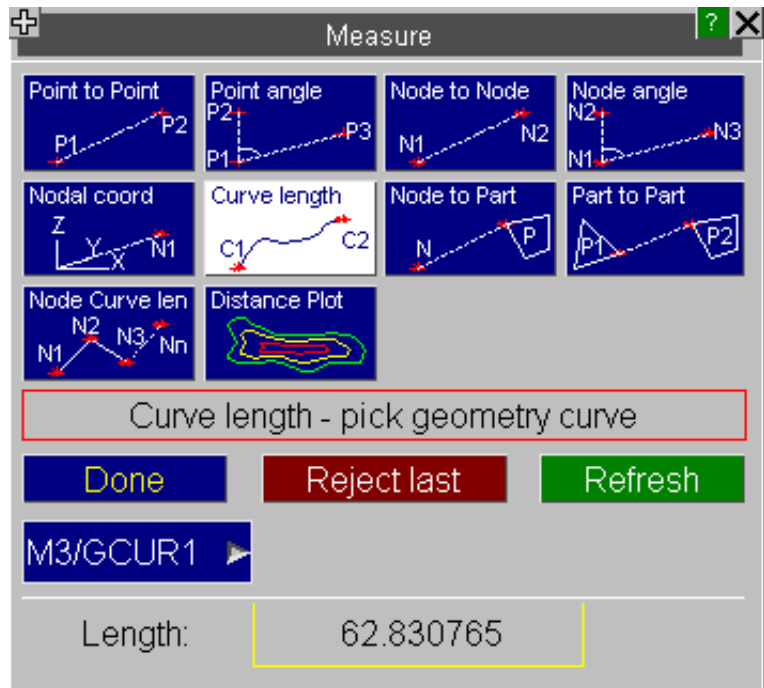 Measure ?
Point to Point
P1 P2
Point angle
P2
P1 P3
Node to Node
N1 N2
Node angle
N2
N1 N3
Nodal coord
Z
Y X N1
Curve length
C1 C2
Node to Part
N P
Part to Part
P1 P2
Node Curve len
N1 N2 N3 Nn
Distance Plot
Curve length - pick geometry curve
Done Reject last Refresh
M3/GCUR1
Length: 62.830765